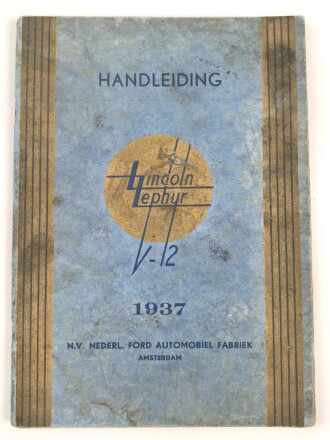 HANDLEIDING
Lincoln
Zephyr
V-12
1937
N.V. NEDERL. FORD AUTOMOBIEL FABRIEK
AMSTERDAM